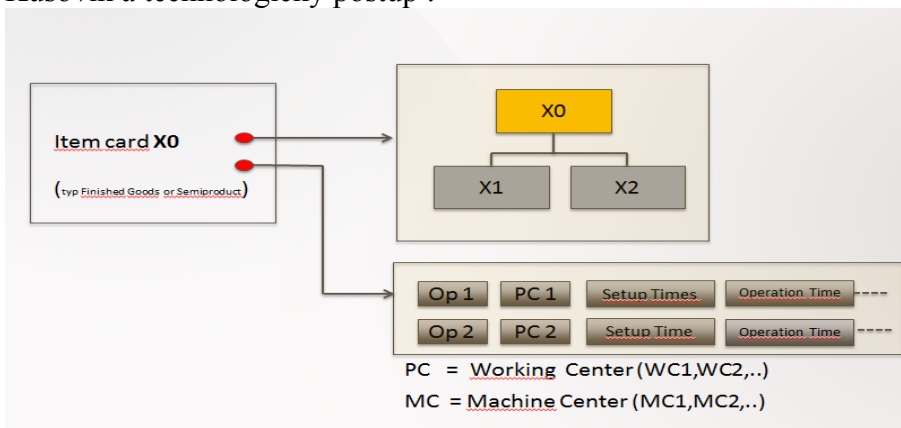 Item card X0
(typ Finished Goods or Semiproduct)
X0
X1 X2
Op 1 PC 1 Setup Times Operation Time ----
Op 2 PC 2 Setup Time Operation Time ----
PC = Working Center (WC1,WC2,..)
MC = Machine Center (MC1,MC2,..)